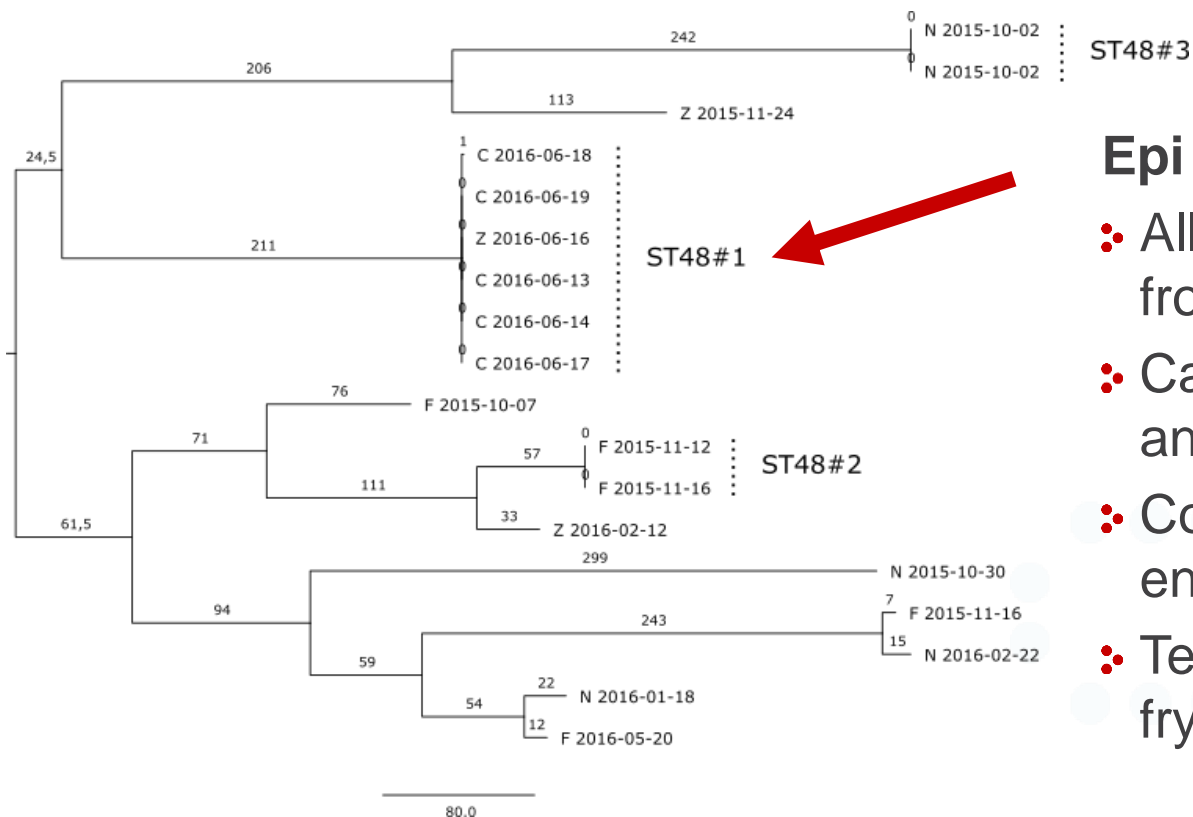 0
N 2015-10-02
242
ST48#3
0
N 2015-10-02
206
113
Z 2015-11-24
1
C 2016-06-18
24,5
0
C 2016-06-19
0
Z 2016-06-16
211
ST48#1
0
C 2016-06-13
0
C 2016-06-14
0
C 2016-06-17
76
F 2015-10-07
71
0
F 2015-11-12
57
ST48#2
0
F 2015-11-16
111
33
Z 2016-02-12
61,5
299
N 2015-10-30
94
7
F 2015-11-16
243
15
N 2016-02-22
59
22
N 2016-01-18
54
12
F 2016-05-20
80.0
Epi
All
fro
Ca
an
Co
en
Te
fry